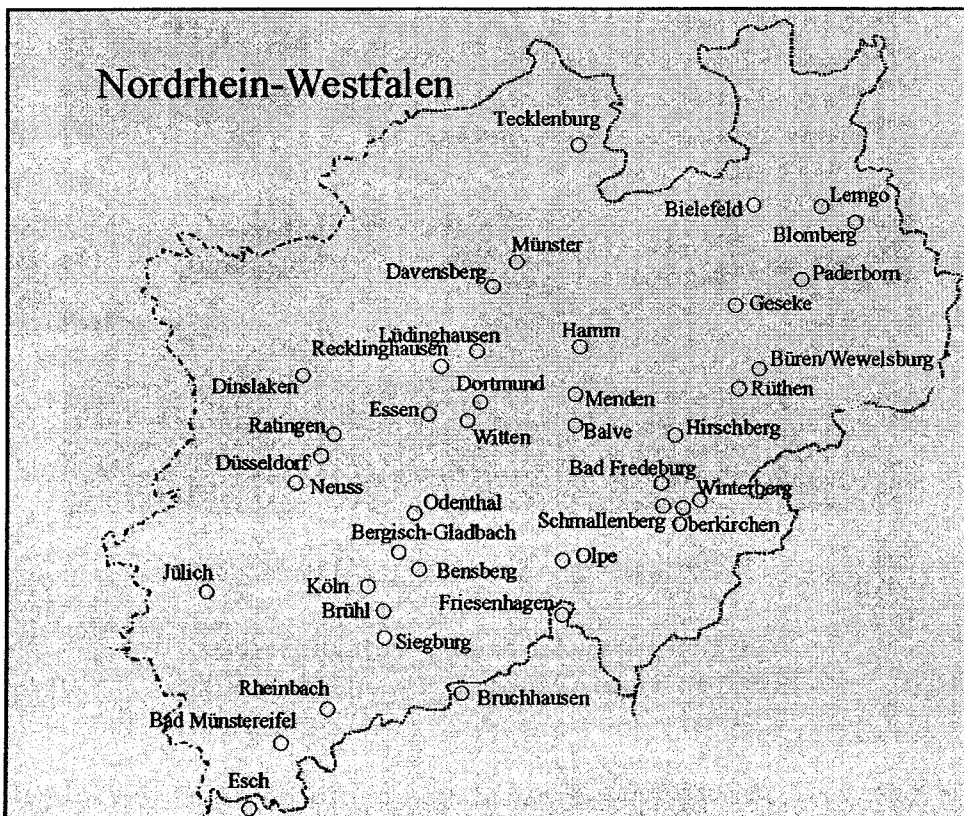 Nordrhein-Westfalen
Tecklenburg
Bielefeld
Lemgo
Blomberg
Münster
Davensberg
Paderborn
Geseke
Hamm
Lüdinghausen
Recklinghausen
Büren/Wewelsburg
Dinslaken
Dortmund
Menden
Rüthen
Essen
Ratingen
Witten
Balve
Hirschberg
Düsseldorf
Bad Fredeburg
Neuss
Winterberg
Odenthal
Schmallenberg
Oberkirchen
Bergisch-Gladbach
Olpe
Bensberg
Jülich
Köln
Friesenhagen
Brühl
Siegburg
Rheinbach
Bruchhausen
Bad Münstereifel
Esch